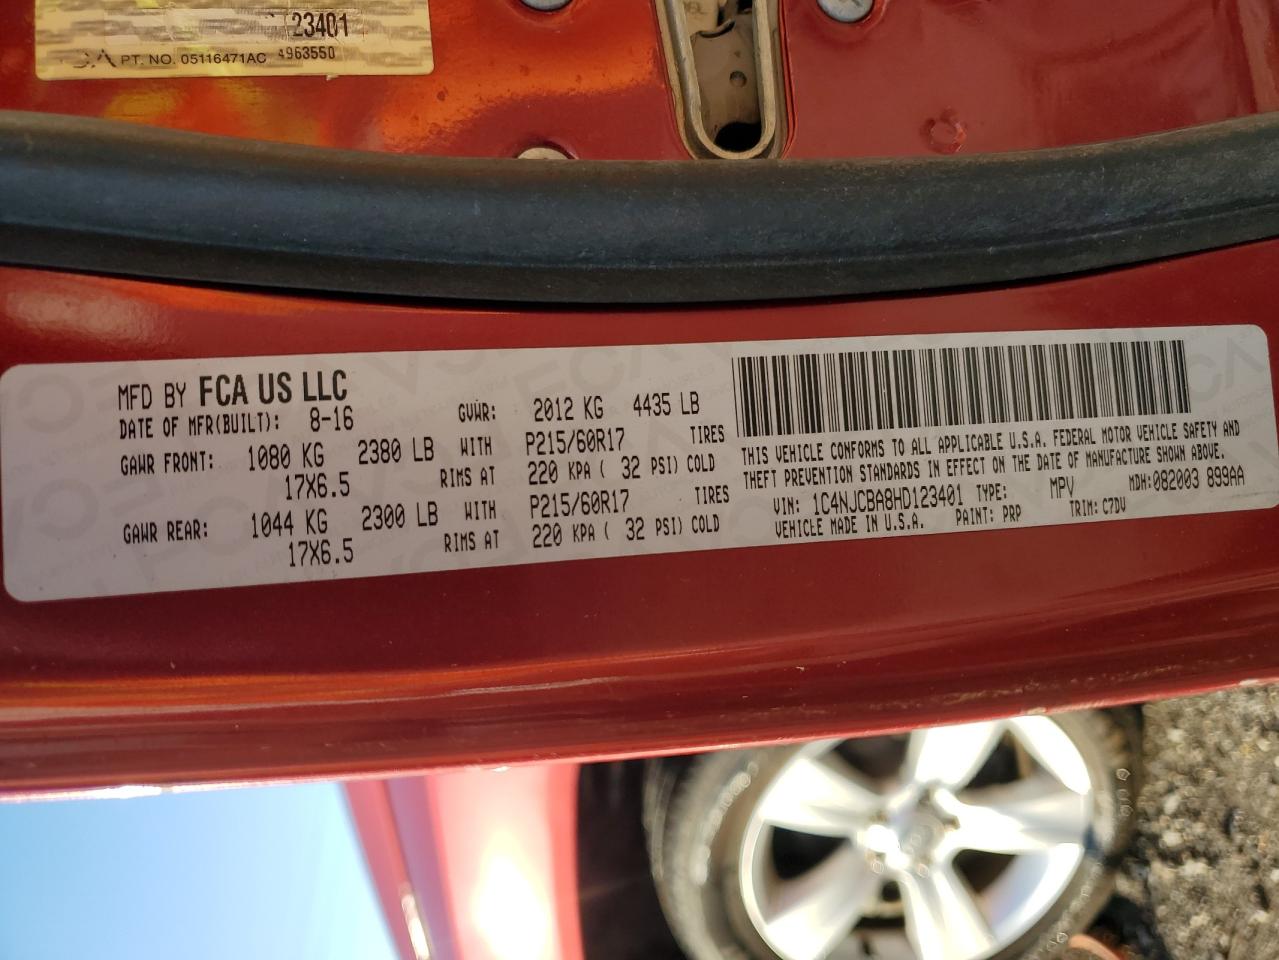 23401
PT. NO. 05116471AC 4963550
MFD BY FCA US LLC
DATE OF MFR(BUILT): 8-16 GVWR: 2012 KG 4435 LB
GAWR FRONT: 1080 KG 2380 LB WITH P215/60R17 TIRES
17X6.5 RIMS AT 220 KPA ( 32 PSI) COLD
GAWR REAR: 1044 KG 2300 LB WITH P215/60R17 TIRES
17X6.5 RIMS AT 220 KPA ( 32 PSI) COLD
THIS VEHICLE CONFORMS TO ALL APPLICABLE U.S.A. FEDERAL MOTOR VEHICLE SAFETY AND
THEFT PREVENTION STANDARDS IN EFFECT ON THE DATE OF MANUFACTURE SHOWN ABOVE.
VIN: 1C4NJCBA8HD123401 TYPE: MPV MDH:082003 899AA
VEHICLE MADE IN U.S.A. PAINT: PRP TRIM: C7DV